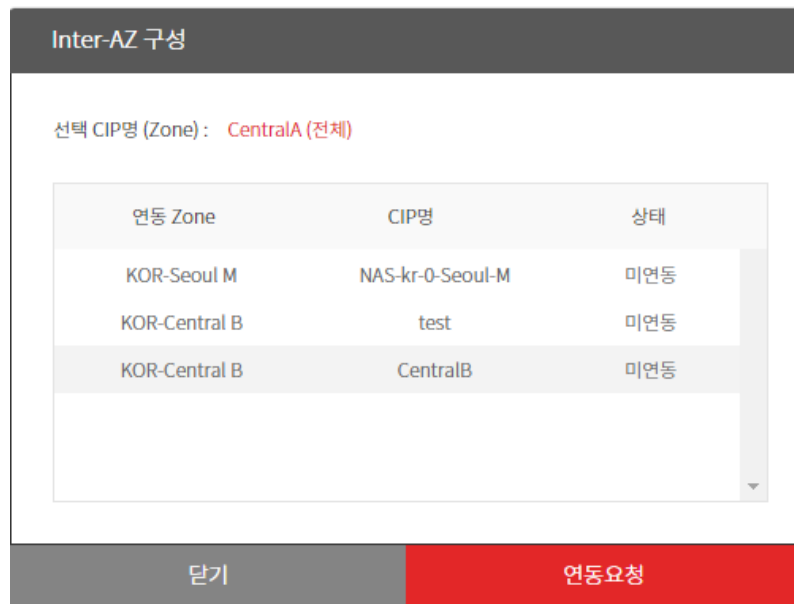 Inter-AZ 구성
선택 CIP명 (Zone) : CentralA (전체)
연동 Zone CIP명 상태
KOR-Seoul M NAS-kr-0-Seoul-M 미연동
KOR-Central B test 미연동
KOR-Central B CentralB 미연동
닫기 연동요청